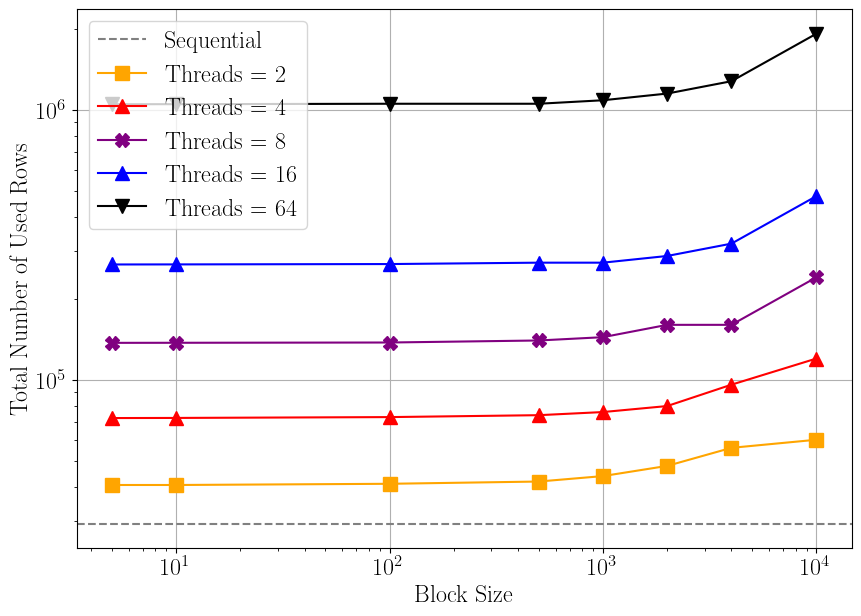 Sequential
Threads = 2
Threads = 4
Threads = 8
Threads = 16
Threads = 64
Total Number of Used Rows
10^6
10^5
10^1
10^2
10^3
10^4
Block Size